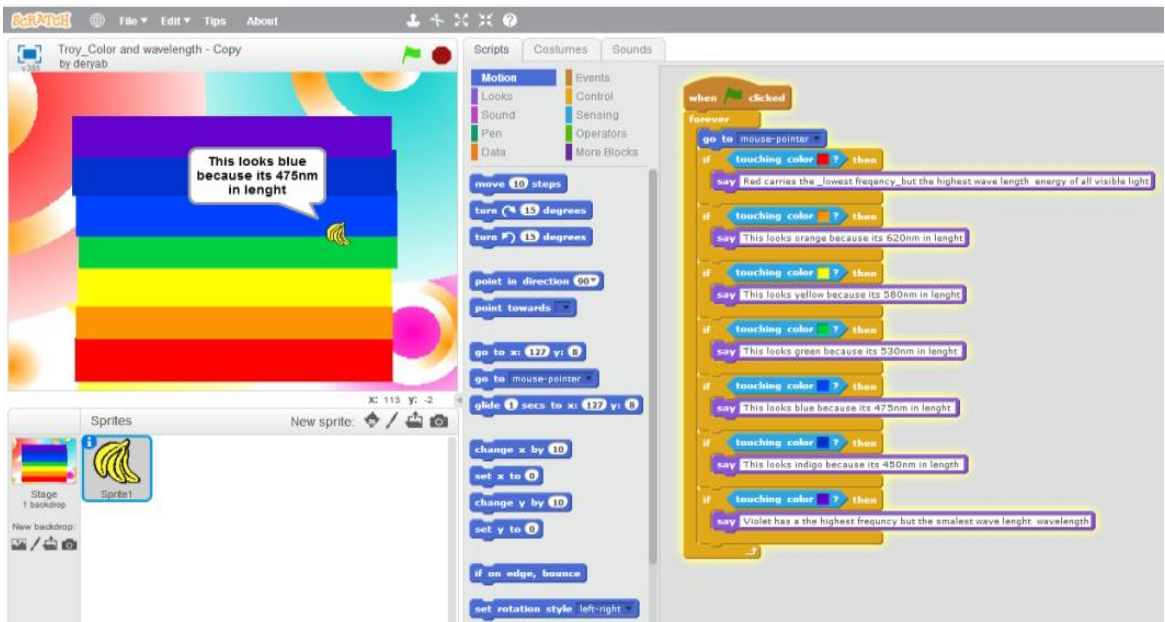 SCRATCH File Edit Tips About
v385 Troy_Color and wavelength - Copy
by deryab
This looks blue
because its 475nm
in lenght
X: 113 y: -2
Sprites New sprite:
Stage
1 backdrop
New backdrop:
Sprite1
Scripts Costumes Sounds
Motion Events
Looks Control
Sound Sensing
Pen Operators
Data More Blocks
move 10 steps
turn 15 degrees
turn 15 degrees
point in direction 90
point towards
go to x: 127 y: 8
go to mouse-pointer
glide 1 secs to x: 127 y: 8
change x by 10
set x to 0
change y by 10
set y to 0
if on edge, bounce
set rotation style left-right
when clicked
forever
go to mouse-pointer
if touching color ? then
say Red carries the _lowest freqency_but the highest wave length energy of all visible light
if touching color ? then
say This looks orange because its 620nm in lenght
if touching color ? then
say This looks yellow because its 580nm in lenght
if touching color ? then
say This looks green because its 530nm in lenght
if touching color ? then
say This looks blue because its 475nm in lenght
if touching color ? then
say This looks indigo because its 450nm in length
if touching color ? then
say Violet has a the highest frequncy but the smalest wave lenght wavelength